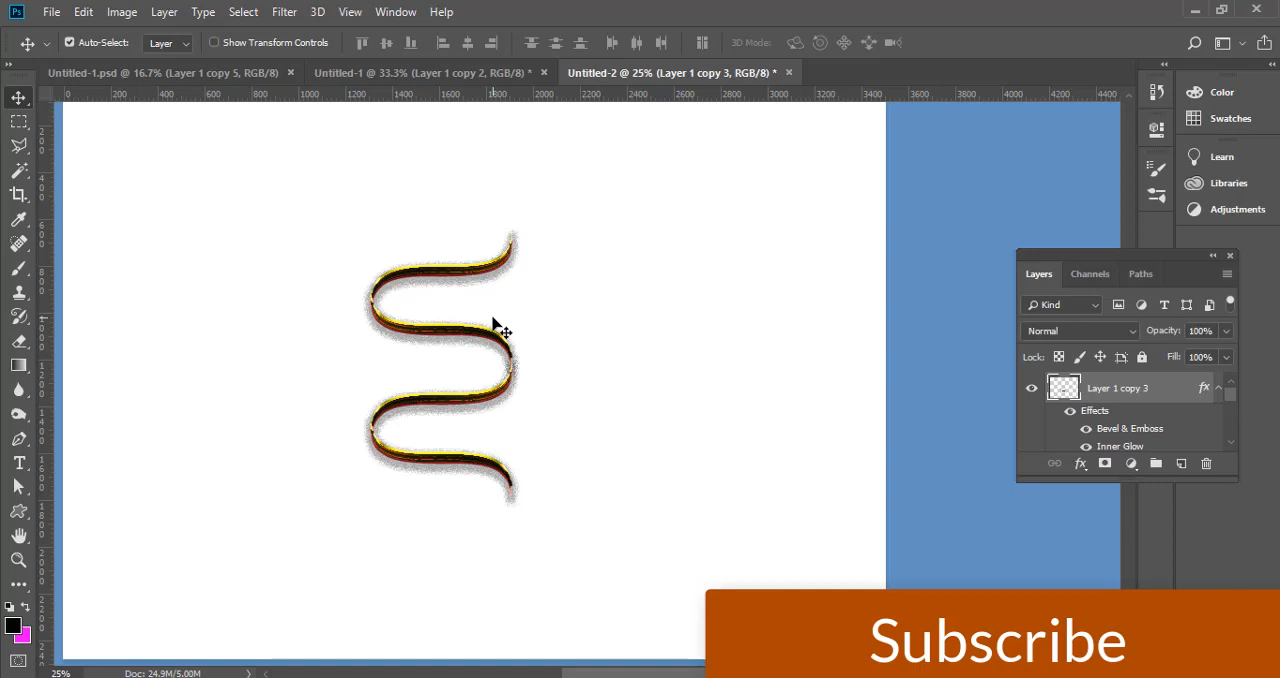 Ps File Edit Image Layer Type Select Filter 3D View Window Help
Auto-Select: Layer Show Transform Controls 3D Mode:
Untitled-1.psd @ 16.7% (Layer 1 copy 5, RGB/8) × Untitled-1 @ 33.3% (Layer 1 copy 2, RGB/8) * × Untitled-2 @ 25% (Layer 1 copy 3, RGB/8) * ×
0 200 400 600 800 1000 1200 1400 1600 1800 2000 2200 2400 2600 2800 3000 3200 3400 3600 3800 4000 4200 4400
Color
Swatches
Learn
Libraries
Adjustments
Layers Channels Paths
Kind
Normal Opacity: 100%
Lock: Fill: 100%
Layer 1 copy 3 fx
Effects
Bevel & Emboss
Inner Glow
fx
25% Doc: 24.9M/5.00M
Subscribe